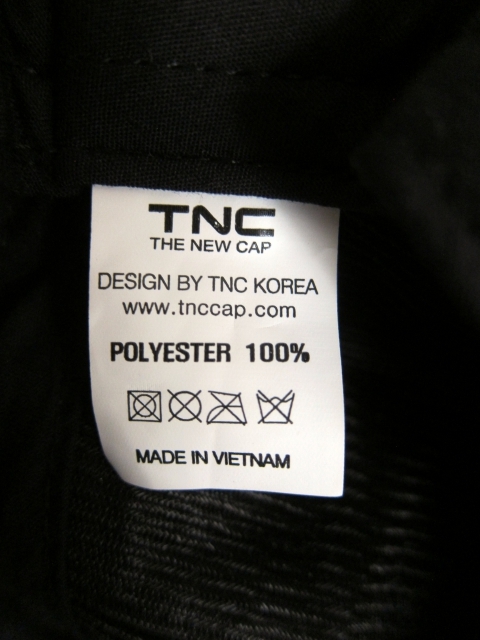 TNC
THE NEW CAP
DESIGN BY TNC KOREA
www.tnccap.com
POLYESTER 100%
MADE IN VIETNAM